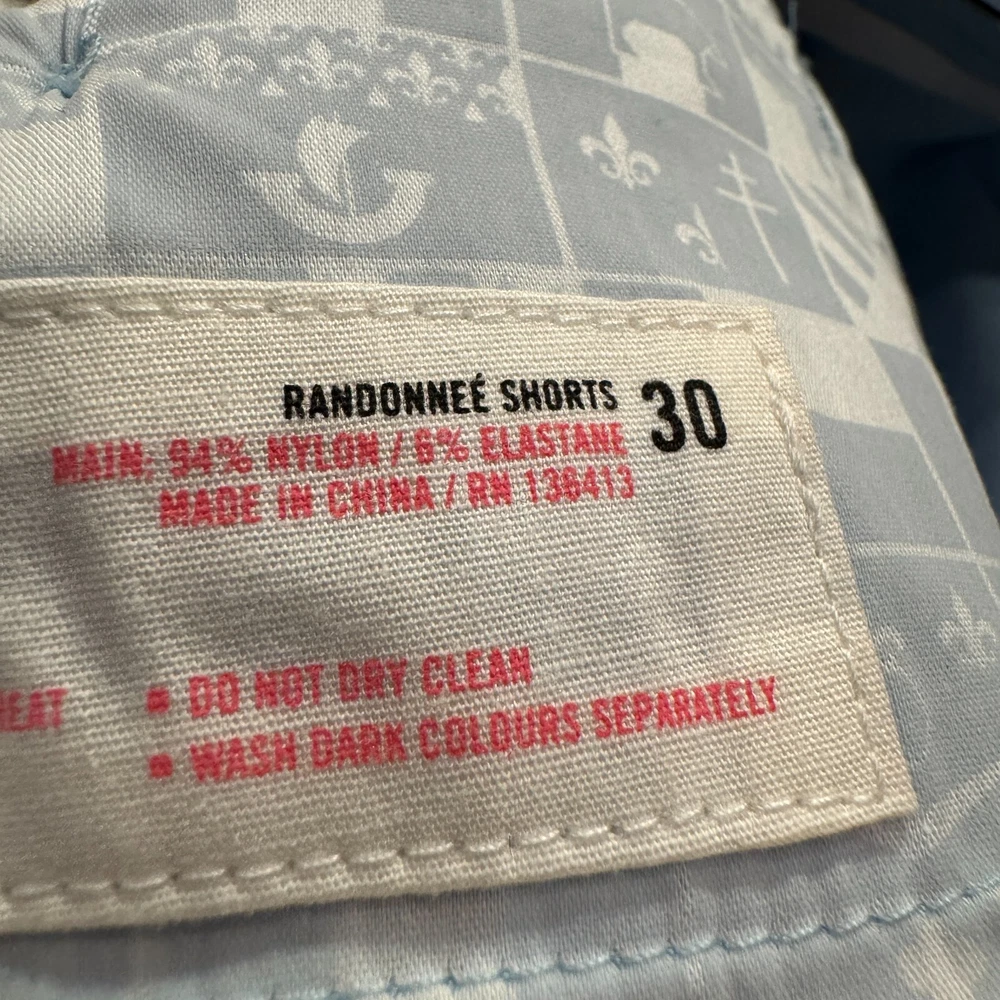 RANDONNEÉ SHORTS 30
MAIN: 94% NYLON / 6% ELASTANE
MADE IN CHINA / RN 136413
HEAT
▪ DO NOT DRY CLEAN
▪ WASH DARK COLOURS SEPARATELY